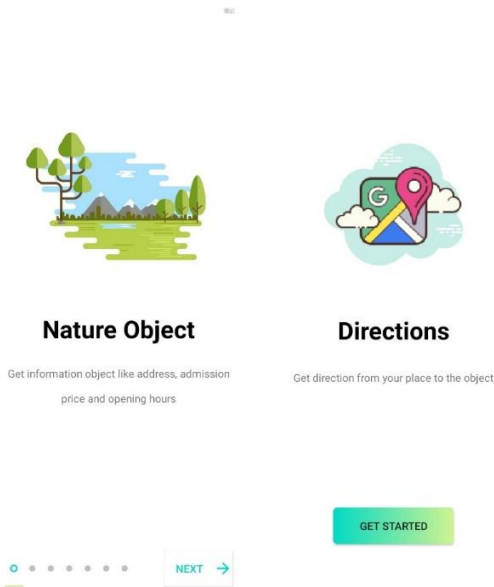 Nature Object
Get information object like address, admission
price and opening hours
NEXT
G
Directions
Get direction from your place to the object
GET STARTED